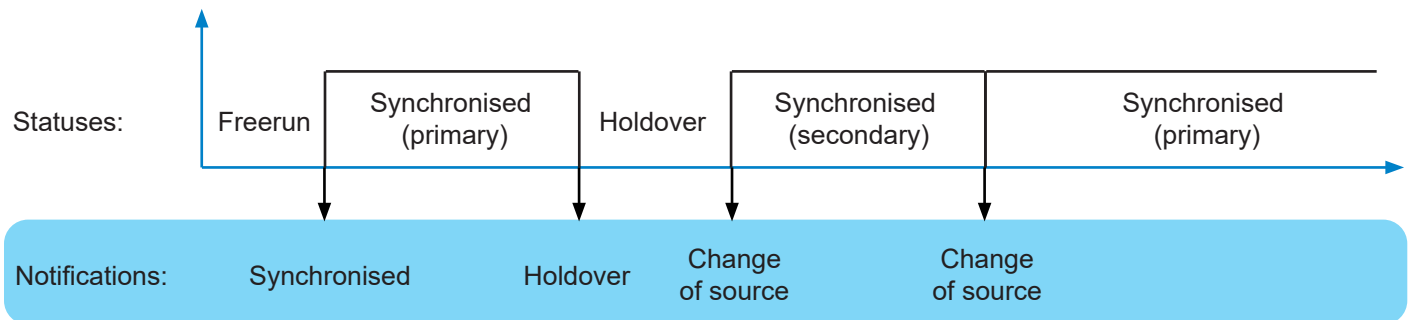 Statuses:
Freerun
Synchronised
(primary)
Holdover
Synchronised
(secondary)
Synchronised
(primary)
Notifications:
Synchronised
Holdover
Change
of source
Change
of source